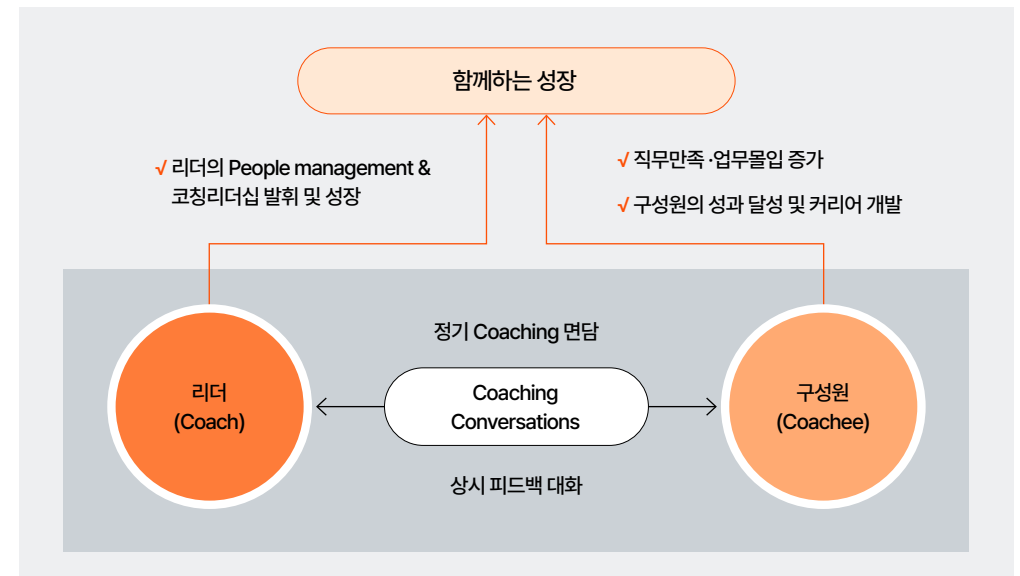 함께하는 성장
√ 리더의 People management &
코칭리더십 발휘 및 성장
√ 직무만족 ·업무몰입 증가
√ 구성원의 성과 달성 및 커리어 개발
정기 Coaching 면담
리더
(Coach)
Coaching
Conversations
구성원
(Coachee)
상시 피드백 대화